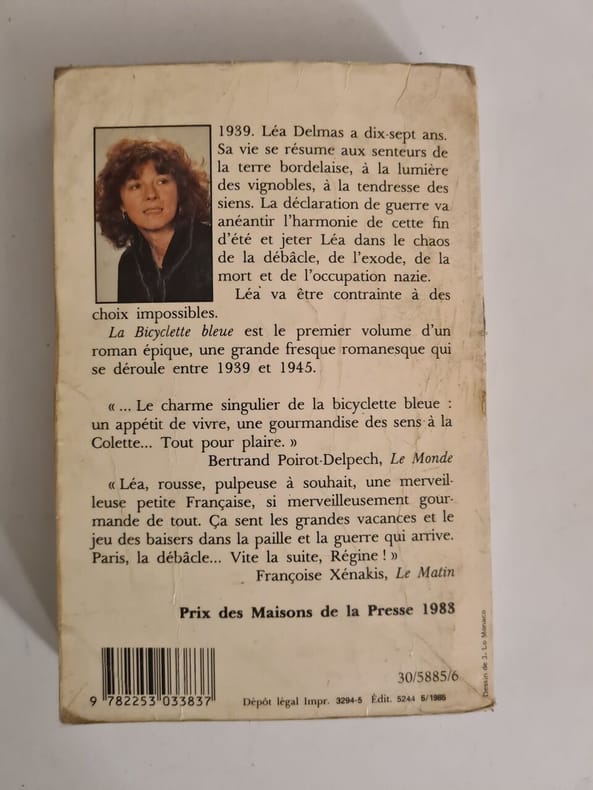 1939. Léa Delmas a dix-sept ans.
Sa vie se résume aux senteurs de
la terre bordelaise, à la lumière
des vignobles, à la tendresse des
siens. La déclaration de guerre va
anéantir l'harmonie de cette fin
d'été et jeter Léa dans le chaos
de la débâcle, de l'exode, de la
mort et de l'occupation nazie.
Léa va être contrainte à des
choix impossibles.
La Bicyclette bleue est le premier volume d'un
roman épique, une grande fresque romanesque qui
se déroule entre 1939 et 1945.
« ... Le charme singulier de la bicyclette bleue :
un appétit de vivre, une gourmandise des sens à la
Colette... Tout pour plaire. »
Bertrand Poirot-Delpech, Le Monde
« Léa, rousse, pulpeuse à souhait, une merveil-
leuse petite Française, si merveilleusement gour-
mande de tout. Ça sent les grandes vacances et le
jeu des baisers dans la paille et la guerre qui arrive.
Paris, la débâcle... Vite la suite, Régine ! »
Françoise Xénakis, Le Matin
Prix des Maisons de la Presse 1983
30/5885/6
9 782253 033837
Dépôt légal Impr. 3294-5 Édit. 5244 6/1985
Dessin de J. Lo Monaco